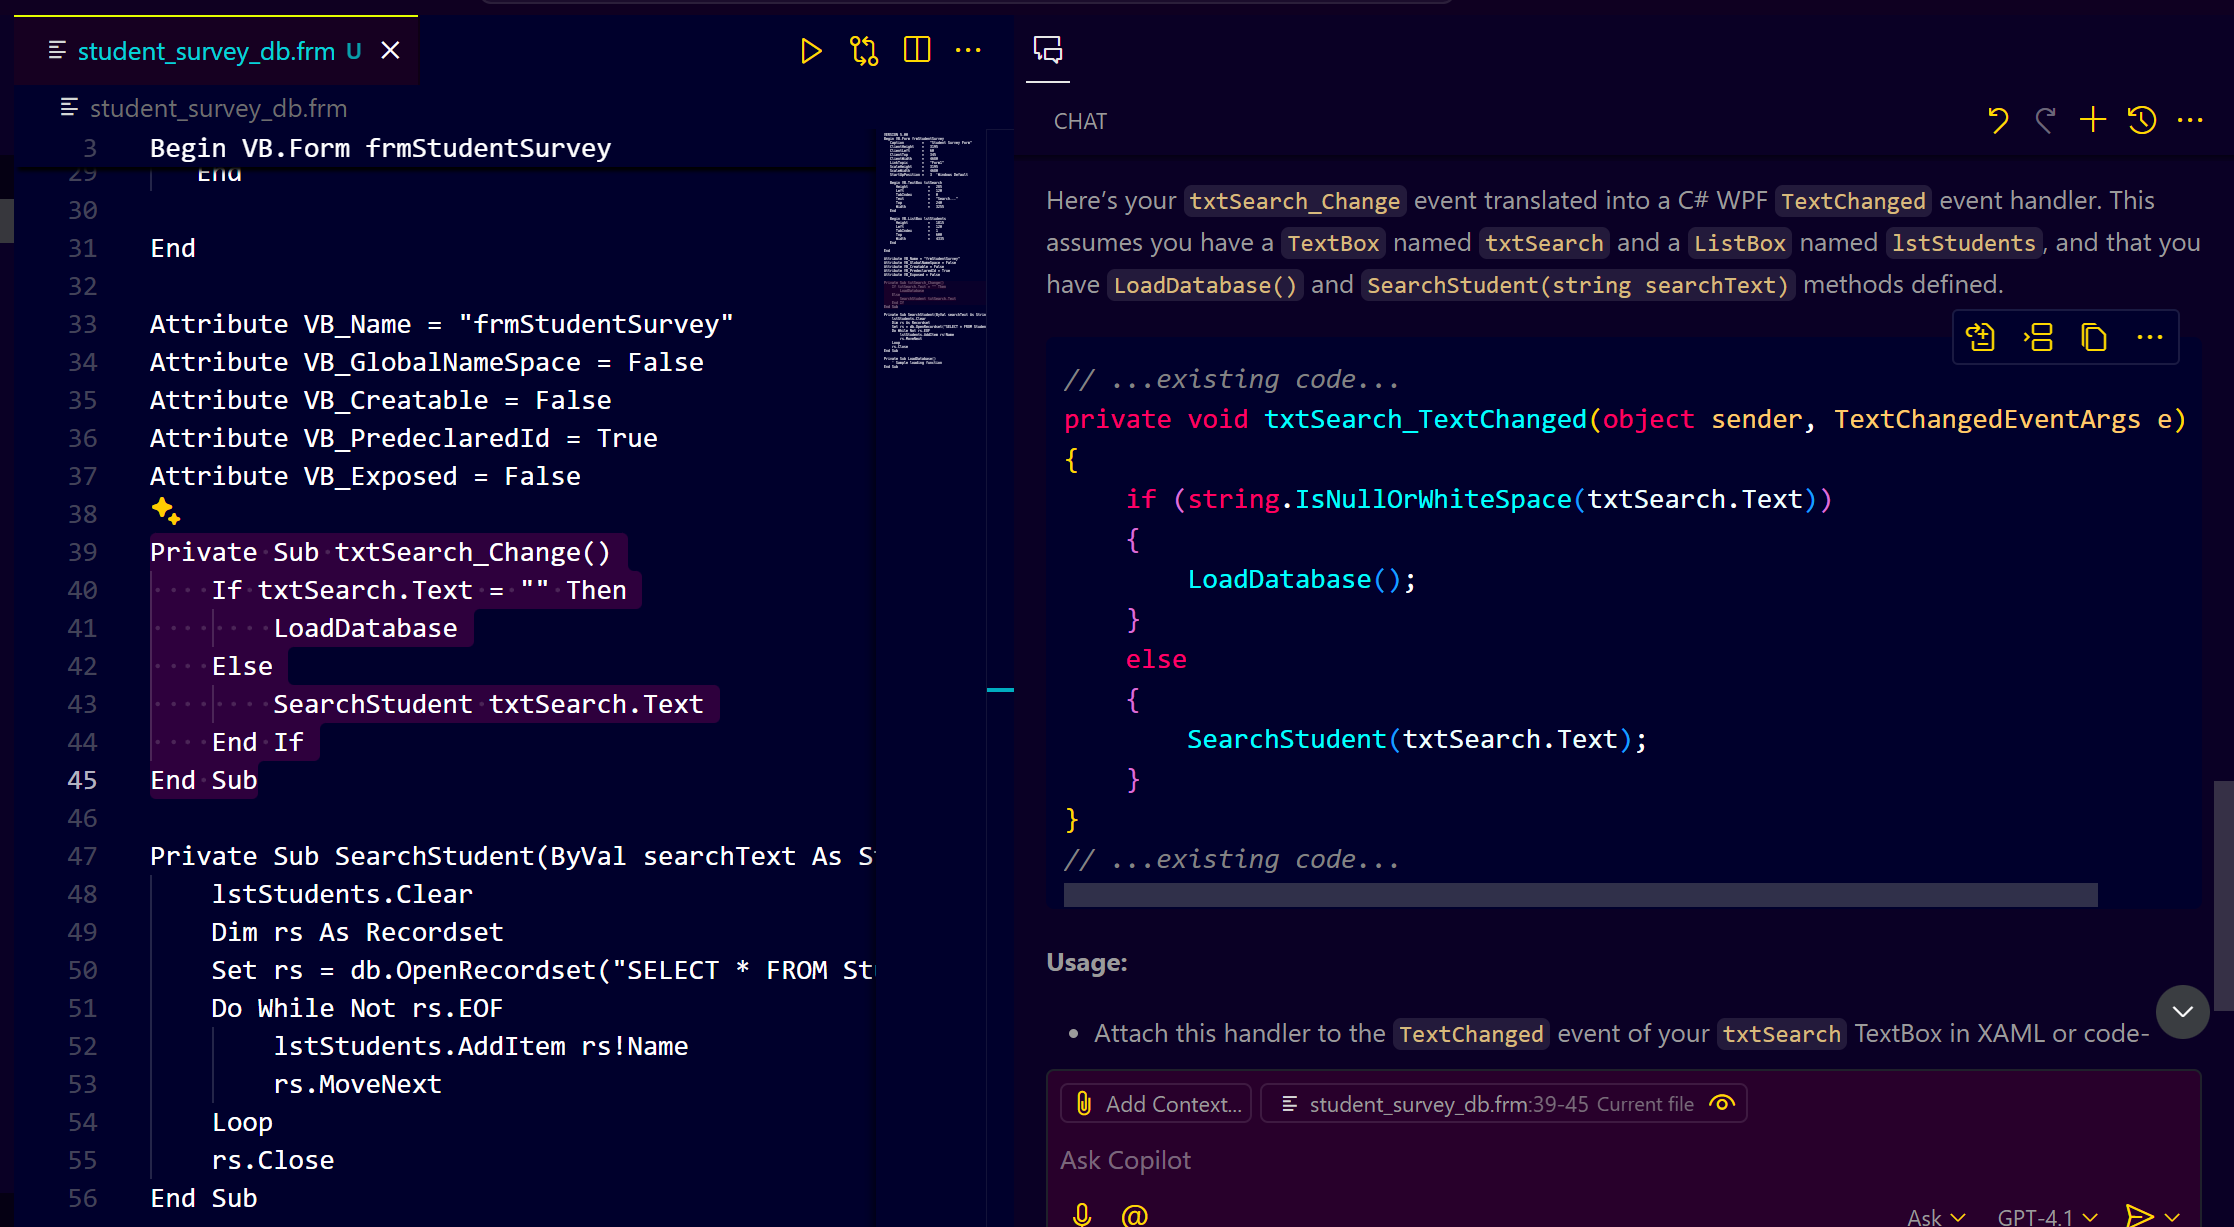 student_survey_db.frm U
student_survey_db.frm
3 Begin VB.Form frmStudentSurvey
29 End
30
31 End
32
33 Attribute VB_Name = "frmStudentSurvey"
34 Attribute VB_GlobalNameSpace = False
35 Attribute VB_Creatable = False
36 Attribute VB_PredeclaredId = True
37 Attribute VB_Exposed = False
38
39 Private Sub txtSearch_Change()
40 If txtSearch.Text = "" Then
41 LoadDatabase
42 Else
43 SearchStudent txtSearch.Text
44 End If
45 End Sub
46
47 Private Sub SearchStudent(ByVal searchText As S
48 lstStudents.Clear
49 Dim rs As Recordset
50 Set rs = db.OpenRecordset("SELECT * FROM St
51 Do While Not rs.EOF
52 lstStudents.AddItem rs!Name
53 rs.MoveNext
54 Loop
55 rs.Close
56 End Sub
CHAT
Here's your txtSearch_Change event translated into a C# WPF TextChanged event handler. This
assumes you have a TextBox named txtSearch and a ListBox named lstStudents, and that you
have LoadDatabase() and SearchStudent(string searchText) methods defined.
// ...existing code...
private void txtSearch_TextChanged(object sender, TextChangedEventArgs e)
{
if (string.IsNullOrWhiteSpace(txtSearch.Text))
{
LoadDatabase();
}
else
{
SearchStudent(txtSearch.Text);
}
}
// ...existing code...
Usage:
• Attach this handler to the TextChanged event of your txtSearch TextBox in XAML or code-
Add Context...
student_survey_db.frm:39-45 Current file
Ask Copilot
@ Ask GPT-4.1